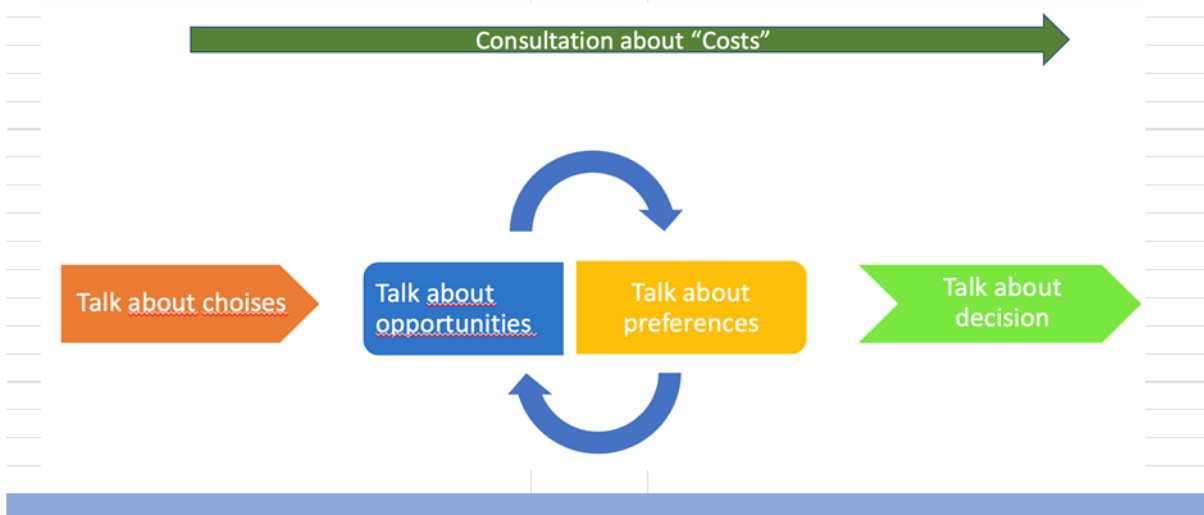 Consultation about “Costs”
Talk about choises
Talk about
opportunities
Talk about
preferences
Talk about
decision